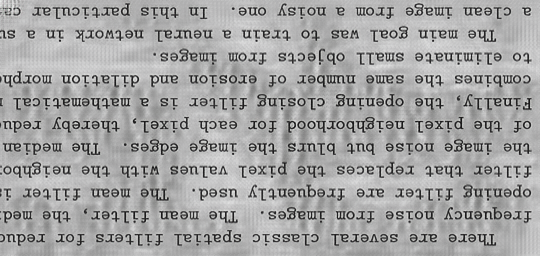 There are several classic spatial filters for reduc
frequency noise from images. The mean filter, the medi
opening filter are frequently used. The mean filter is
filter that replaces the pixel values with the neighbo
the image noise but blurs the image edges. The median
of the pixel neighborhood for each pixel, thereby reduc
Finally, the opening closing filter is a mathematical
combines the same number of erosion and dilation morpho
to eliminate small objects from images.
The main goal was to train a neural network in a su
a clean image from a noisy one. In this particular ca